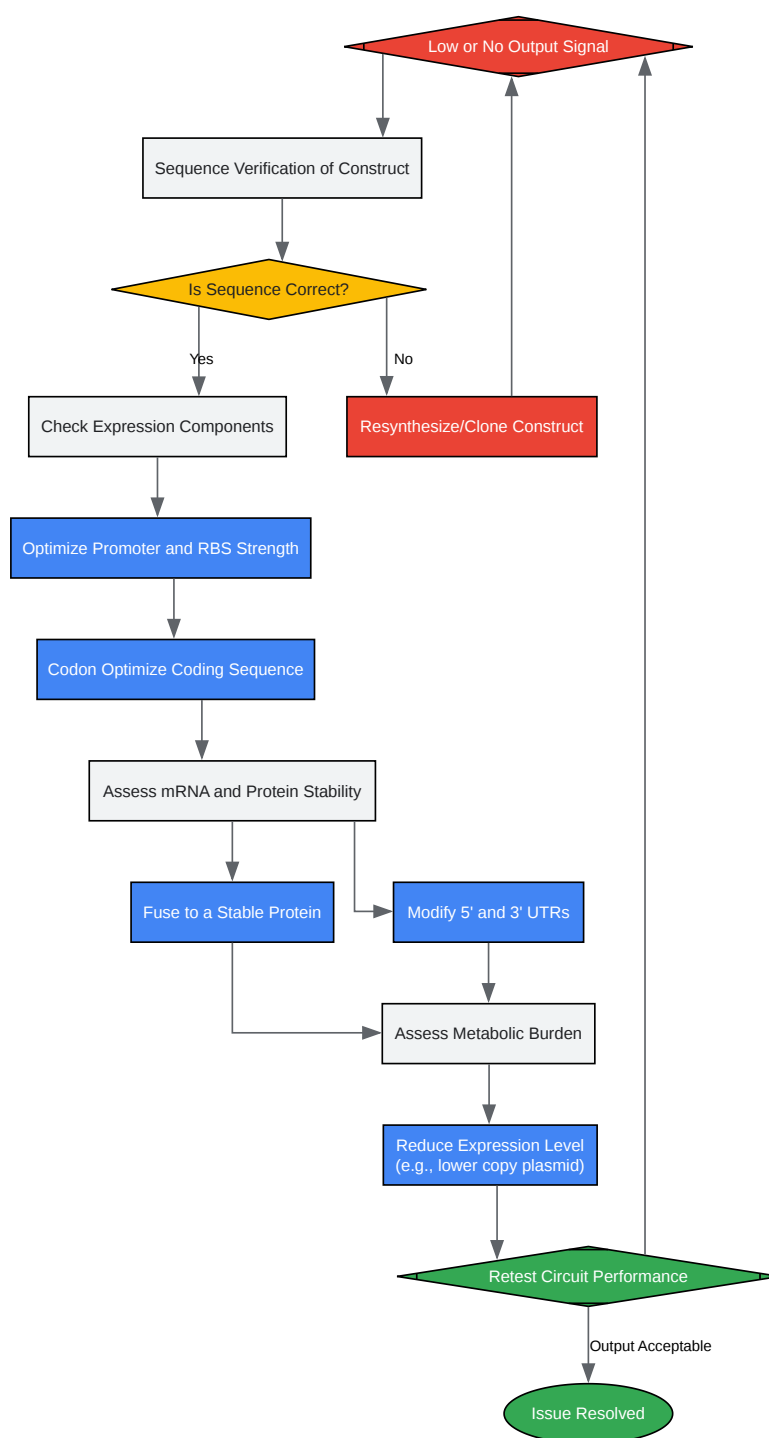 Low or No Output Signal
Sequence Verification of Construct
Is Sequence Correct?
Yes
No
Check Expression Components
Resynthesize/Clone Construct
Optimize Promoter and RBS Strength
Codon Optimize Coding Sequence
Assess mRNA and Protein Stability
Fuse to a Stable Protein
Modify 5' and 3' UTRs
Assess Metabolic Burden
Reduce Expression Level
(e.g., lower copy plasmid)
Retest Circuit Performance
Output Acceptable
Issue Resolved